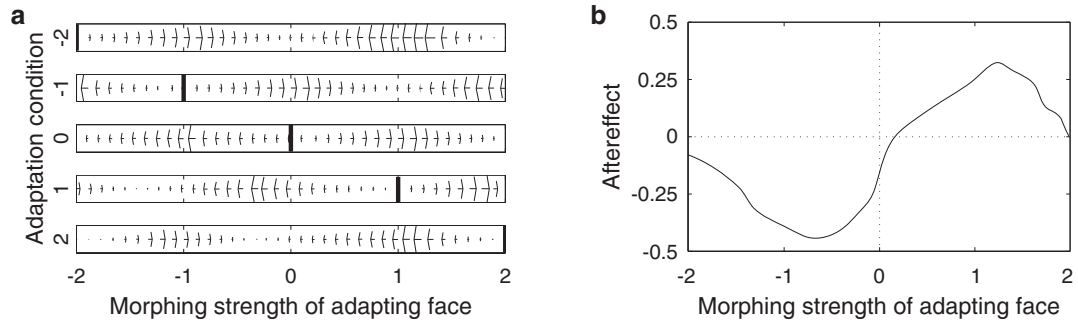 a
Adaptation condition
-2
-1
0
1
2
-2 -1 0 1 2
Morphing strength of adapting face
b
Aftereffect
0.5
0.25
0
-0.25
-0.5
-2 -1 0 1 2
Morphing strength of adapting face